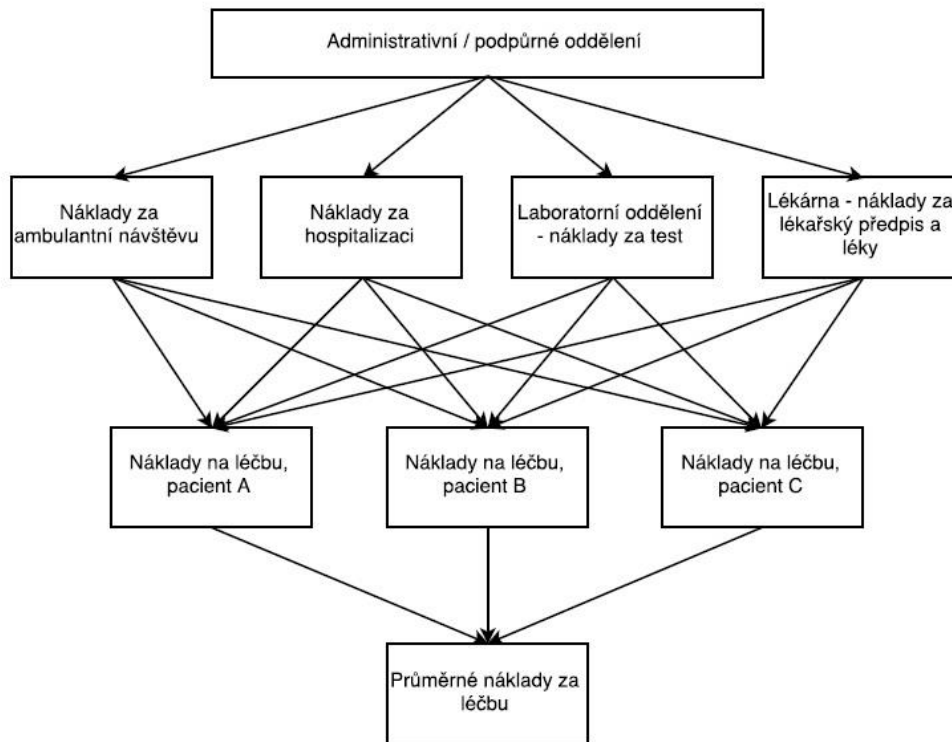 Administrativní / podpůrné oddělení
Náklady za
ambulantní návštěvu
Náklady za
hospitalizaci
Laboratorní oddělení
- náklady za test
Lékárna - náklady za
lékařský předpis a
léky
Náklady na léčbu,
pacient A
Náklady na léčbu,
pacient B
Náklady na léčbu,
pacient C
Průměrné náklady za
léčbu